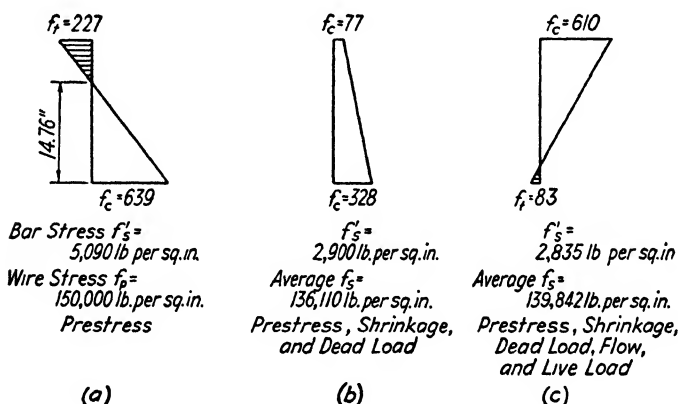 fₜ=227
14.76"
f꜀=639
Bar Stress f'ₛ=
5,090 lb. per sq. in.
Wire Stress fₚ=
150,000 lb. per sq. in.
Prestress
(a)
f꜀=77
f꜀=328
f'ₛ=
2,900 lb. per sq. in.
Average fₛ=
136,110 lb. per sq. in.
Prestress, Shrinkage,
and Dead Load
(b)
f꜀=610
fₜ=83
f'ₛ=
2,835 lb per sq. in
Average fₛ=
139,842 lb. per sq. in.
Prestress, Shrinkage,
Dead Load, Flow,
and Live Load
(c)